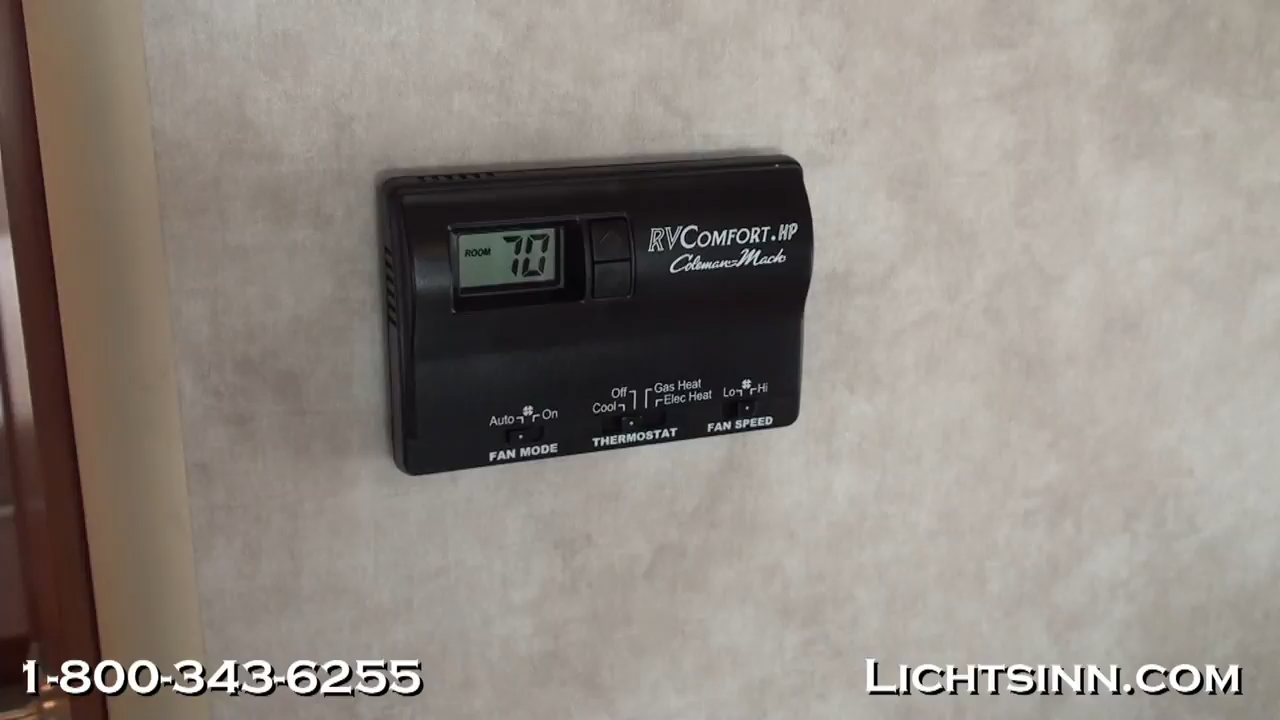 ROOM 70
RVCOMFORT.HP
Coleman-Mach
Off Gas Heat
Cool Elec Heat
Auto On
Lo Hi
FAN MODE
THERMOSTAT
FAN SPEED
1-800-343-6255
LICHTSINN.COM